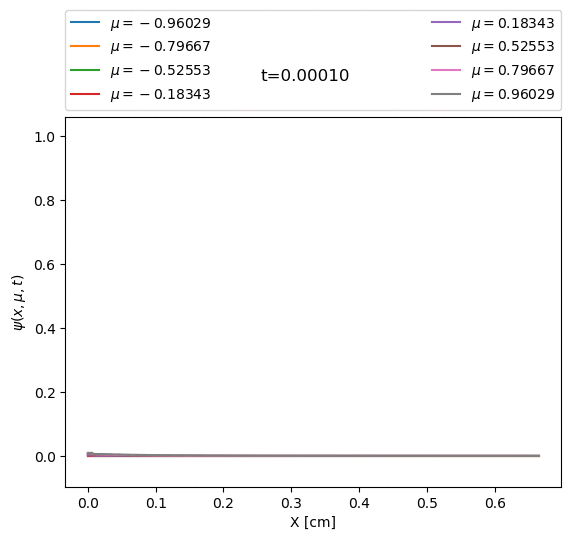 μ = − 0.96029
μ = − 0.79667
μ = − 0.52553
μ = − 0.18343
μ = 0.18343
μ = 0.52553
μ = 0.79667
μ = 0.96029
t=0.00010
1.0
0.8
0.6
0.4
0.2
0.0
ψ(x, μ, t)
0.0 0.1 0.2 0.3 0.4 0.5 0.6
X [cm]